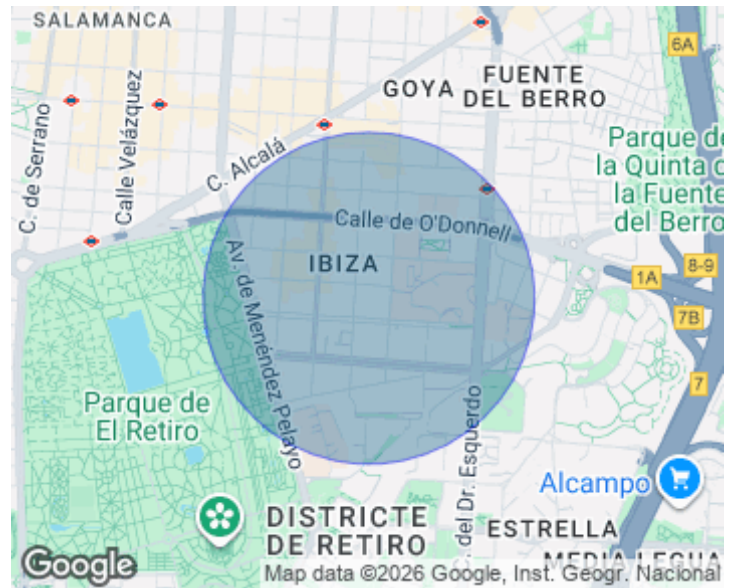 SALAMANCA
6A
GOYA
FUENTE
DEL BERRO
C. de Serrano
Calle Velázquez
C. Alcalá
Parque de
la Quinta d
la Fuente
del Berro
Calle de O'Donnell
IBIZA
Av. de Menéndez Pelayo
1A
8-9
7B
7
Parque de
El Retiro
C. del Dr. Esquerdo
Alcampo
DISTRICTE
DE RETIRO
ESTRELLA
MEDIA LEGUA
Google
Map data ©2026 Google, Inst. Geogr. Nacional